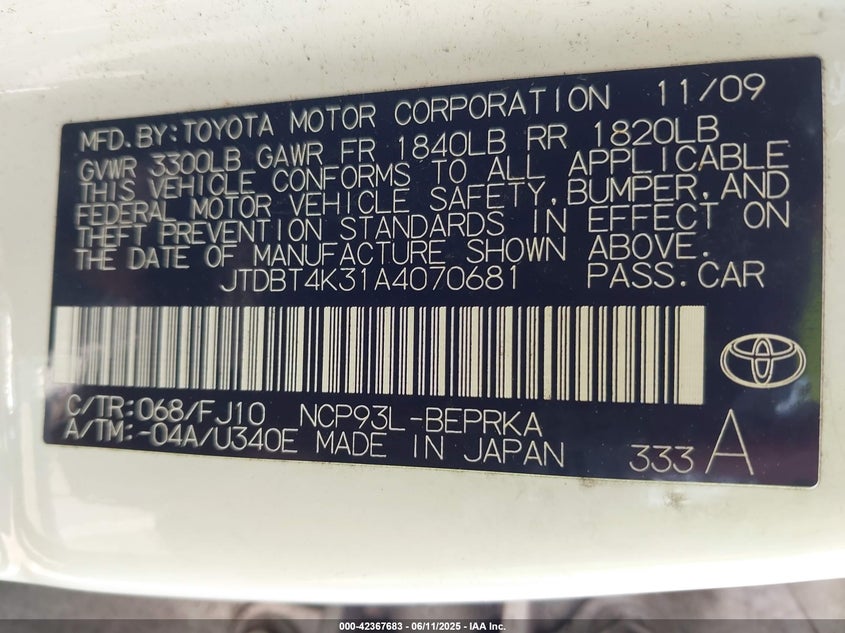 MFD.BY:TOYOTA MOTOR CORPORATION 11/09
GVWR 3300LB GAWR FR 1840LB RR 1820LB
THIS VEHICLE CONFORMS TO ALL APPLICABLE
FEDERAL MOTOR VEHICLE SAFETY,BUMPER,AND
THEFT PREVENTION STANDARDS IN EFFECT ON
THE DATE OF MANUFACTURE SHOWN ABOVE.
JTDBT4K31A4070681 PASS.CAR
C/TR:068/FJ10 NCP93L-BEPRKA
A/TM:-04A/U340E MADE IN JAPAN 333 A
000-42367683 - 06/11/2025 - IAA Inc.